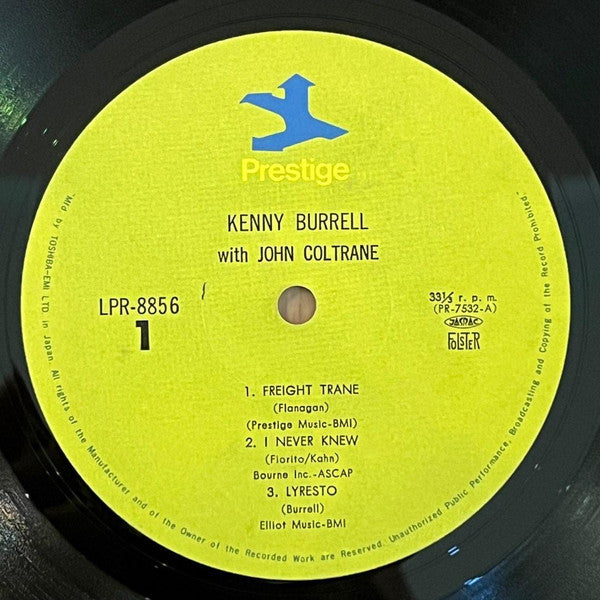 Prestige
KENNY BURRELL
with JOHN COLTRANE
LPR-8856
1
33⅓ r. p. m.
(PR-7532-A)
JASRAC
FOLSTER
1. FREIGHT TRANE
(Flanagan)
(Prestige Music-BMI)
2. I NEVER KNEW
(Fiorito/Kahn)
Bourne Inc.-ASCAP
3. LYRESTO
(Burrell)
Elliot Music-BMI
"Mfd by TOSHIBA-EMI LTD. in Japan. All rights of the Manufacturer and of the Owner of the Recorded Work are Reserved. Unauthorized Public Performance, Broadcasting and Copying of the Record Prohibited."